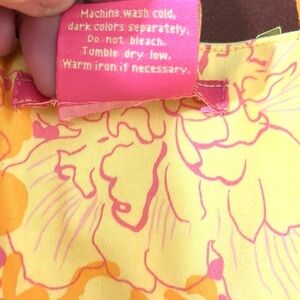 Machine wash cold,
dark colors separately.
Do not bleach.
Tumble dry low.
Warm iron if necessary.